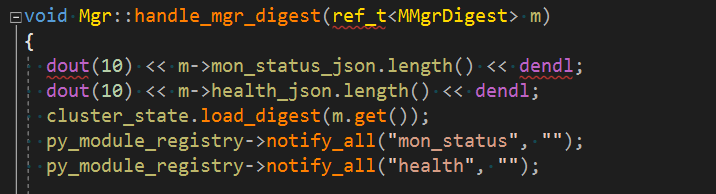 void Mgr::handle_mgr_digest(ref_t<MMgrDigest> m)
{
dout(10) << m->mon_status_json.length() << dendl;
dout(10) << m->health_json.length() << dendl;
cluster_state.load_digest(m.get());
py_module_registry->notify_all("mon_status", "");
py_module_registry->notify_all("health", "");